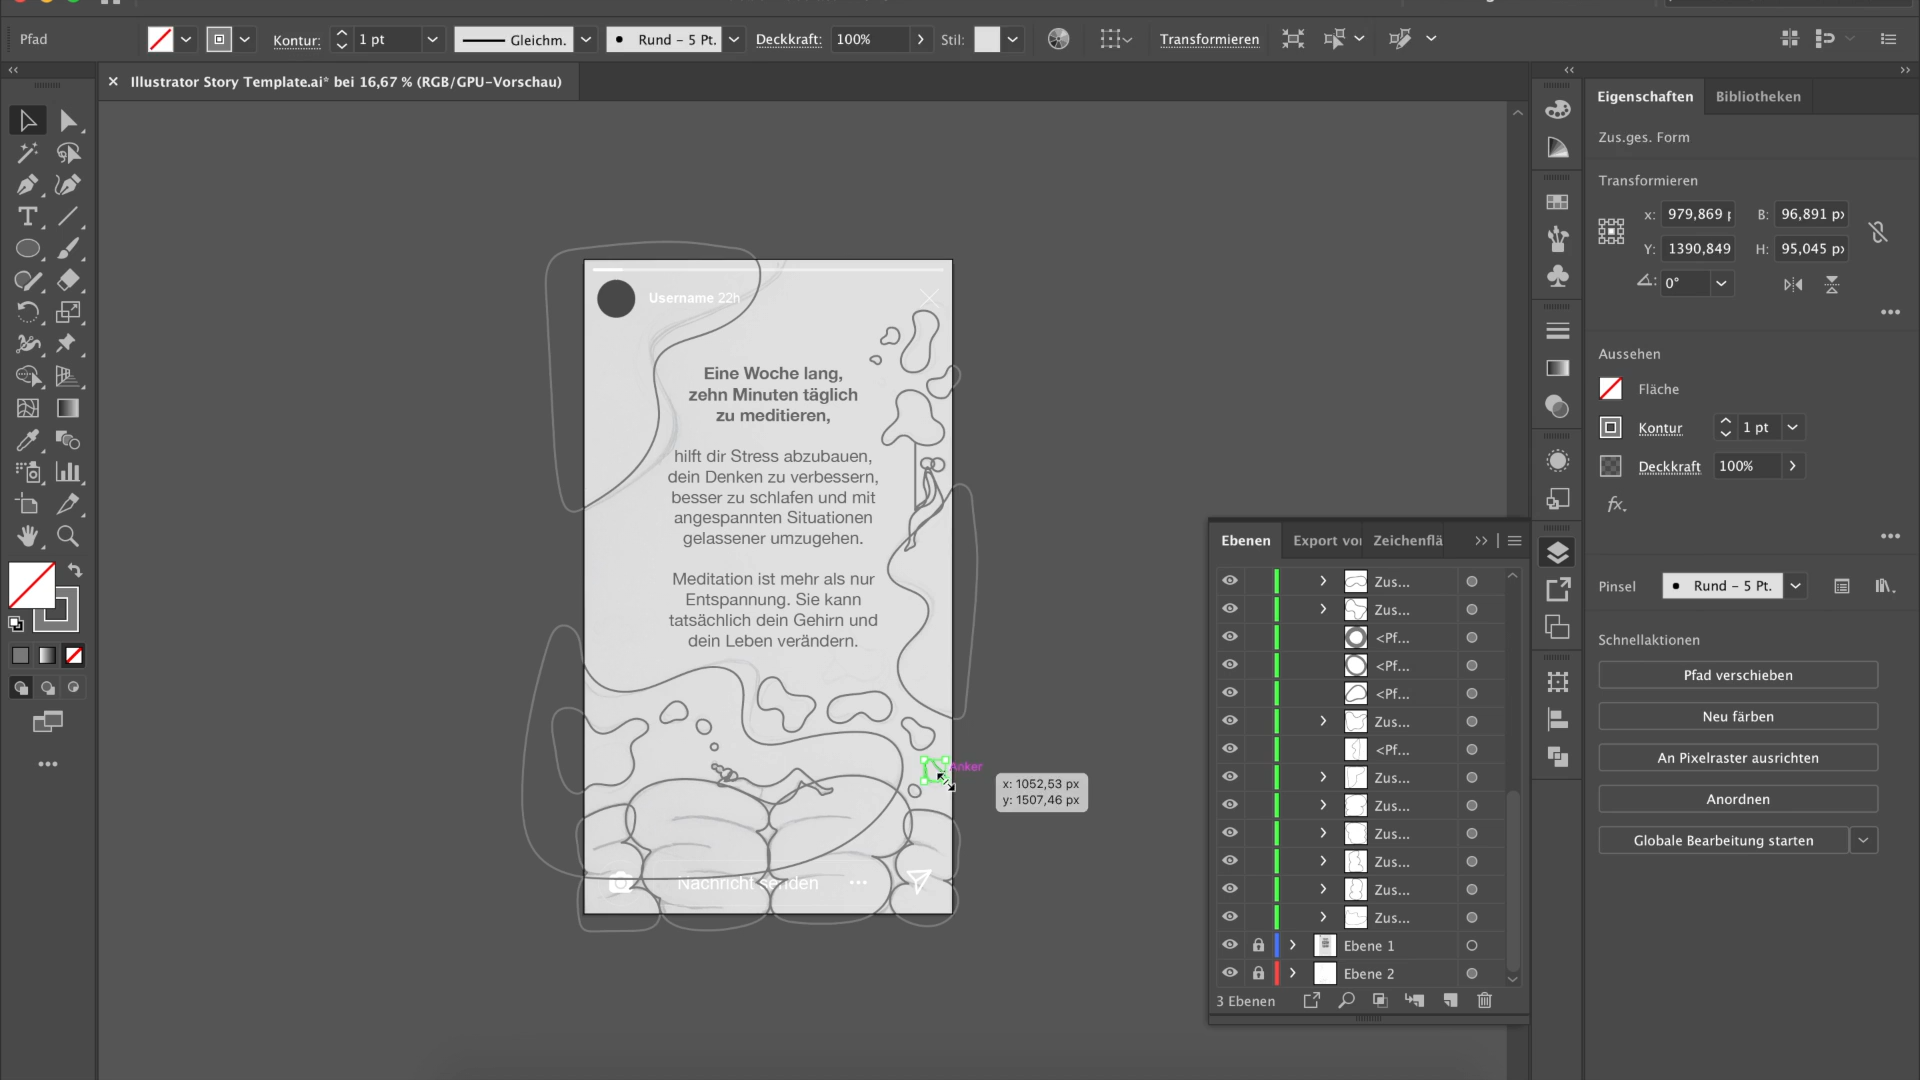 Pfad
Kontur:
1 pt
Gleichm.
Rund - 5 Pt.
Deckkraft:
100%
Stil:
Transformieren
Illustrator Story Template.ai* bei 16,67 % (RGB/GPU-Vorschau)
Username 22h
Eine Woche lang,
zehn Minuten täglich
zu meditieren,
hilft dir Stress abzubauen,
dein Denken zu verbessern,
besser zu schlafen und mit
angespannten Situationen
gelassener umzugehen.
Meditation ist mehr als nur
Entspannung. Sie kann
tatsächlich dein Gehirn und
dein Leben verändern.
Anker
x: 1052,53 px
y: 1507,46 px
Nachricht senden
Ebenen
Export vo
Zeichenflä
Zus...
Zus...
<Pf...
<Pf...
<Pf...
Zus...
<Pf...
Zus...
Zus...
Zus...
Zus...
Zus...
Zus...
Ebene 1
Ebene 2
3 Ebenen
Eigenschaften
Bibliotheken
Zus.ges. Form
Transformieren
x: 979,869 p
B: 96,891 px
Y: 1390,849
H: 95,045 px
0°
Aussehen
Fläche
Kontur
1 pt
Deckkraft
100%
fx.
Pinsel
Rund - 5 Pt.
Schnellaktionen
Pfad verschieben
Neu färben
An Pixelraster ausrichten
Anordnen
Globale Bearbeitung starten